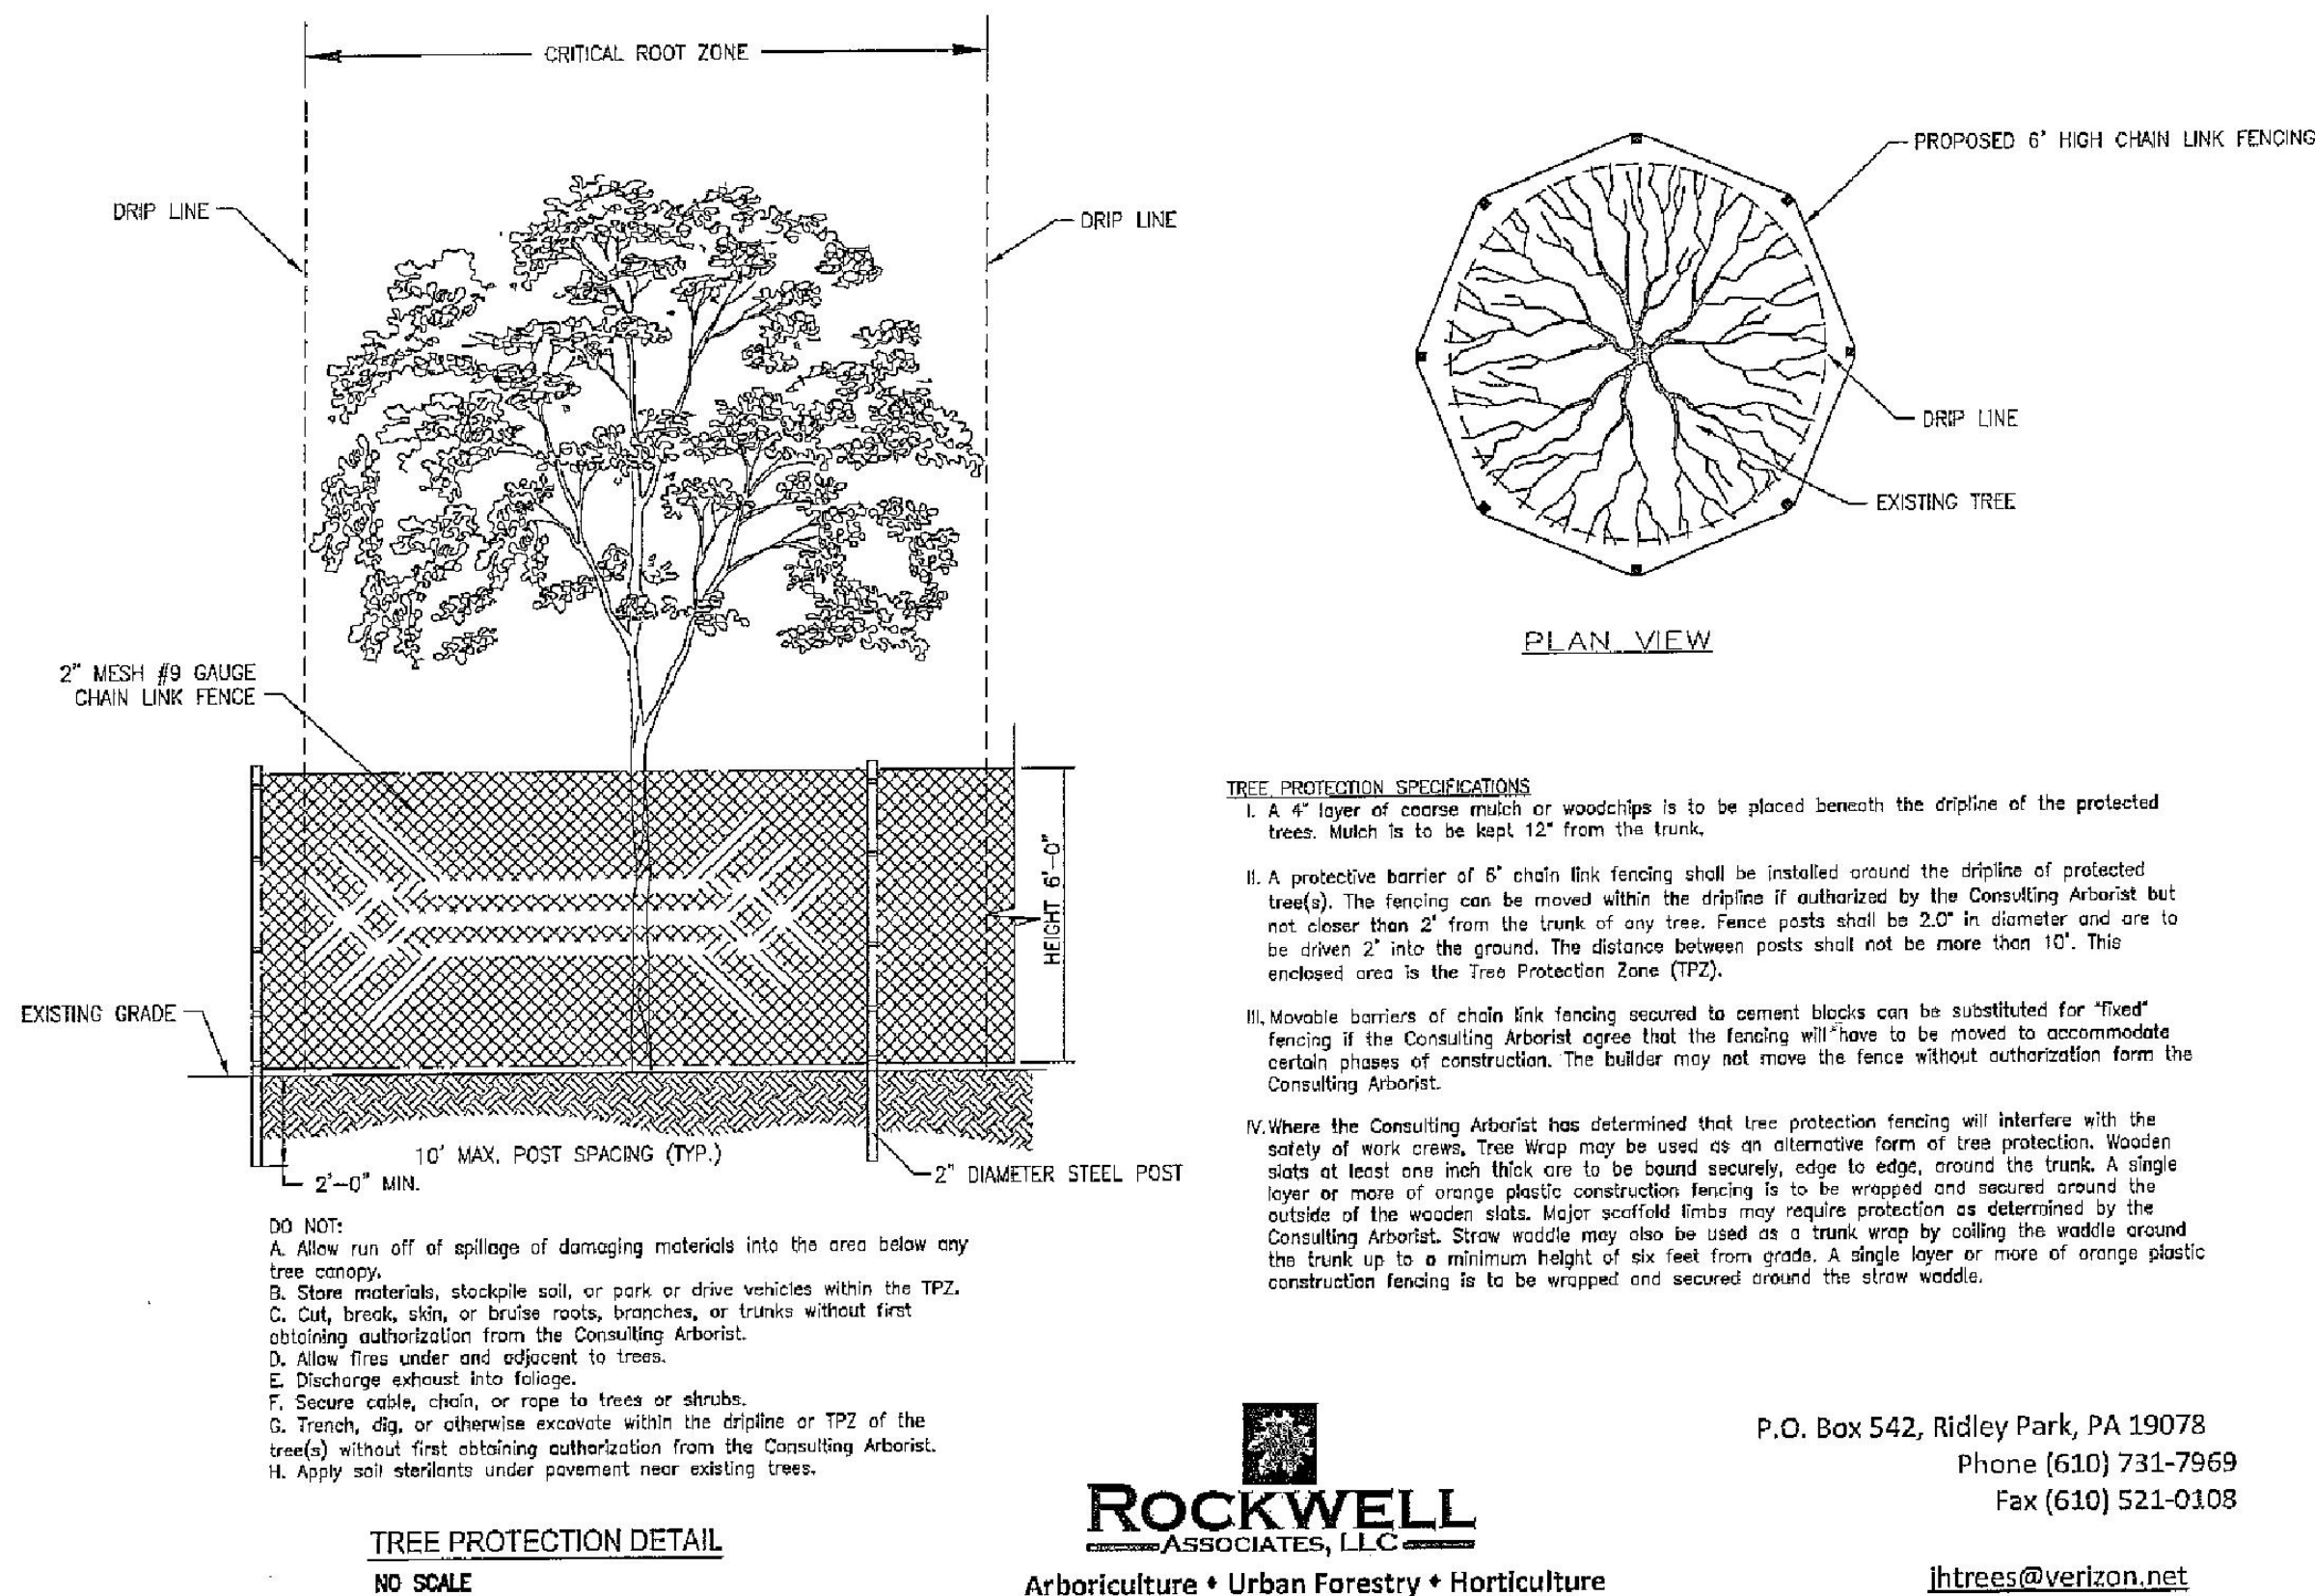 CRITICAL ROOT ZONE
DRIP LINE
DRIP LINE
2" MESH #9 GAUGE
CHAIN LINK FENCE
HEIGHT 6'-0"
EXISTING GRADE
10' MAX. POST SPACING (TYP.)
2'-0" MIN.
2" DIAMETER STEEL POST
PROPOSED 6' HIGH CHAIN LINK FENCING
DRIP LINE
EXISTING TREE
PLAN VIEW
TREE PROTECTION SPECIFICATIONS
I. A 4" layer of coarse mulch or woodchips is to be placed beneath the dripline of the protected
trees. Mulch is to be kept 12" from the trunk.
II. A protective barrier of 6' chain link fencing shall be installed around the dripline of protected
tree(s). The fencing can be moved within the dripline if authorized by the Consulting Arborist but
not closer than 2' from the trunk of any tree. Fence posts shall be 2.0" in diameter and are to
be driven 2' into the ground. The distance between posts shall not be more than 10'. This
enclosed area is the Tree Protection Zone (TPZ).
III. Movable barriers of chain link fencing secured to cement blocks can be substituted for "fixed"
fencing if the Consulting Arborist agree that the fencing will have to be moved to accommodate
certain phases of construction. The builder may not move the fence without authorization form the
Consulting Arborist.
IV. Where the Consulting Arborist has determined that tree protection fencing will interfere with the
safety of work crews, Tree Wrap may be used as an alternative form of tree protection. Wooden
slats at least one inch thick are to be bound securely, edge to edge, around the trunk. A single
layer or more of orange plastic construction fencing is to be wrapped and secured around the
outside of the wooden slats. Major scaffold limbs may require protection as determined by the
Consulting Arborist. Straw waddle may also be used as a trunk wrap by coiling the waddle around
the trunk up to a minimum height of six feet from grade. A single layer or more of orange plastic
construction fencing is to be wrapped and secured around the straw waddle.
DO NOT:
A. Allow run off of spillage of damaging materials into the area below any
tree canopy.
B. Store materials, stockpile soil, or park or drive vehicles within the TPZ.
C. Cut, break, skin, or bruise roots, branches, or trunks without first
obtaining authorization from the Consulting Arborist.
D. Allow fires under and adjacent to trees.
E. Discharge exhaust into foliage.
F. Secure cable, chain, or rope to trees or shrubs.
G. Trench, dig, or otherwise excavate within the dripline or TPZ of the
tree(s) without first obtaining authorization from the Consulting Arborist.
H. Apply soil sterilants under pavement near existing trees.
TREE PROTECTION DETAIL
NO SCALE
ROCKWELL
ASSOCIATES, LLC
Arboriculture • Urban Forestry • Horticulture
P.O. Box 542, Ridley Park, PA 19078
Phone (610) 731-7969
Fax (610) 521-0108
jhtrees@verizon.net